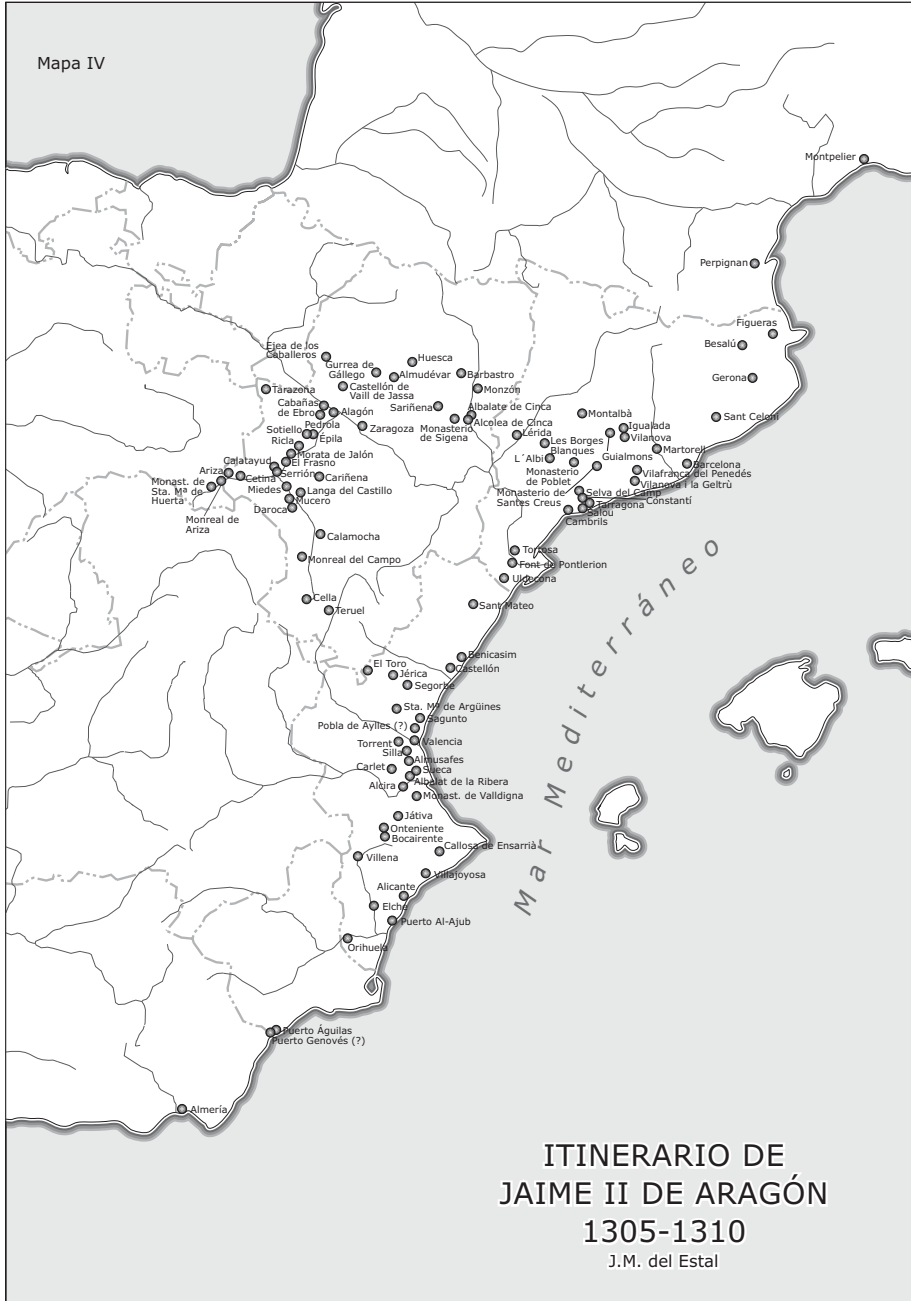 Mapa IV
Montpelier
Perpignan
Figueras
Besalú
Gerona
Sant Celoni
Ejea de los
Caballeros
Gurrea de
Gállego
Huesca
Almudévar
Barbastro
Tarazona
Castellón de
Vaill de Jassa
Monzón
Cabañas
de Ebro
Alagón
Sariñena
Albalate de Cinca
Montalbà
Pedrola
Zaragoza
Monasterio
de Sigena
Alcolea de Cinca
Igualada
Sotiello
Épila
Lérida
Vilanova
Ricla
Les Borges
Blanques
Martorell
Morata de Jalón
L´Albi
Guialmons
Barcelona
Calatayud
El Frasno
Monasterio
de Poblet
Vilafranca del Penedés
Ariza
Serrión
Cetina
Cariñena
Vilanova i la Geltrù
Monast. de
Sta. Mª de
Huerta
Miedes
Langa del Castillo
Monasterio de
Santes Creus
Selva del Camp
Mucero
Constantí
Daroca
Tarragona
Salou
Cambrils
Monreal de
Ariza
Calamocha
Tortosa
Monreal del Campo
Font de Pontlerion
Uldecona
Cella
Teruel
Sant Mateo
Benicasim
El Toro
Castellón
Jérica
Segorbe
Sta. Mª de Argüines
Sagunto
Pobla de Aylles (?)
Valencia
Torrent
Silla
Almusafes
Carlet
Sueca
Albalat de la Ribera
Alcira
Monast. de Valldigna
Játiva
Onteniente
Bocairente
Callosa de Ensarrià
Villena
Villajoyosa
Alicante
Elche
Puerto Al-Ajub
Orihuela
Puerto Águilas
Puerto Genovés (?)
Almería
Mar Mediterráneo
ITINERARIO DE
JAIME II DE ARAGÓN
1305-1310
J.M. del Estal